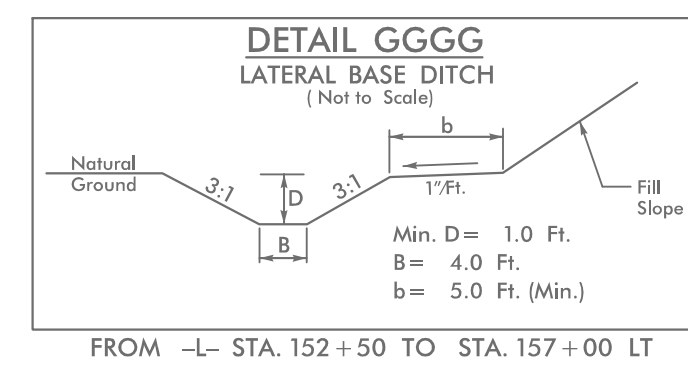 DETAIL GGGG
LATERAL BASE DITCH
( Not to Scale)
b
Natural
Ground
3:1
D
3:1
1"/Ft.
Fill
Slope
B
Min. D = 1.0 Ft.
B = 4.0 Ft.
b = 5.0 Ft. (Min.)
FROM -L- STA. 152+50 TO STA. 157+00 LT